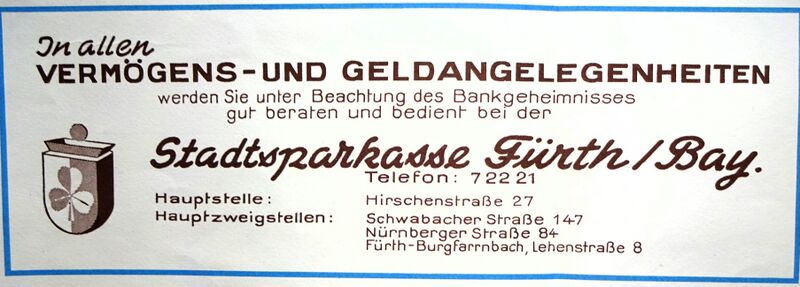 In allen
VERMÖGENS-UND GELDANGELEGENHEITEN
werden Sie unter Beachtung des Bankgeheimnisses
gut beraten und bedient bei der
Stadtsparkasse Fürth/Bay.
Telefon: 72221
Hauptstelle: Hirschenstraße 27
Hauptzweigstellen: Schwabacher Straße 147
Nürnberger Straße 84
Fürth-Burgfarrnbach, Lehenstraße 8